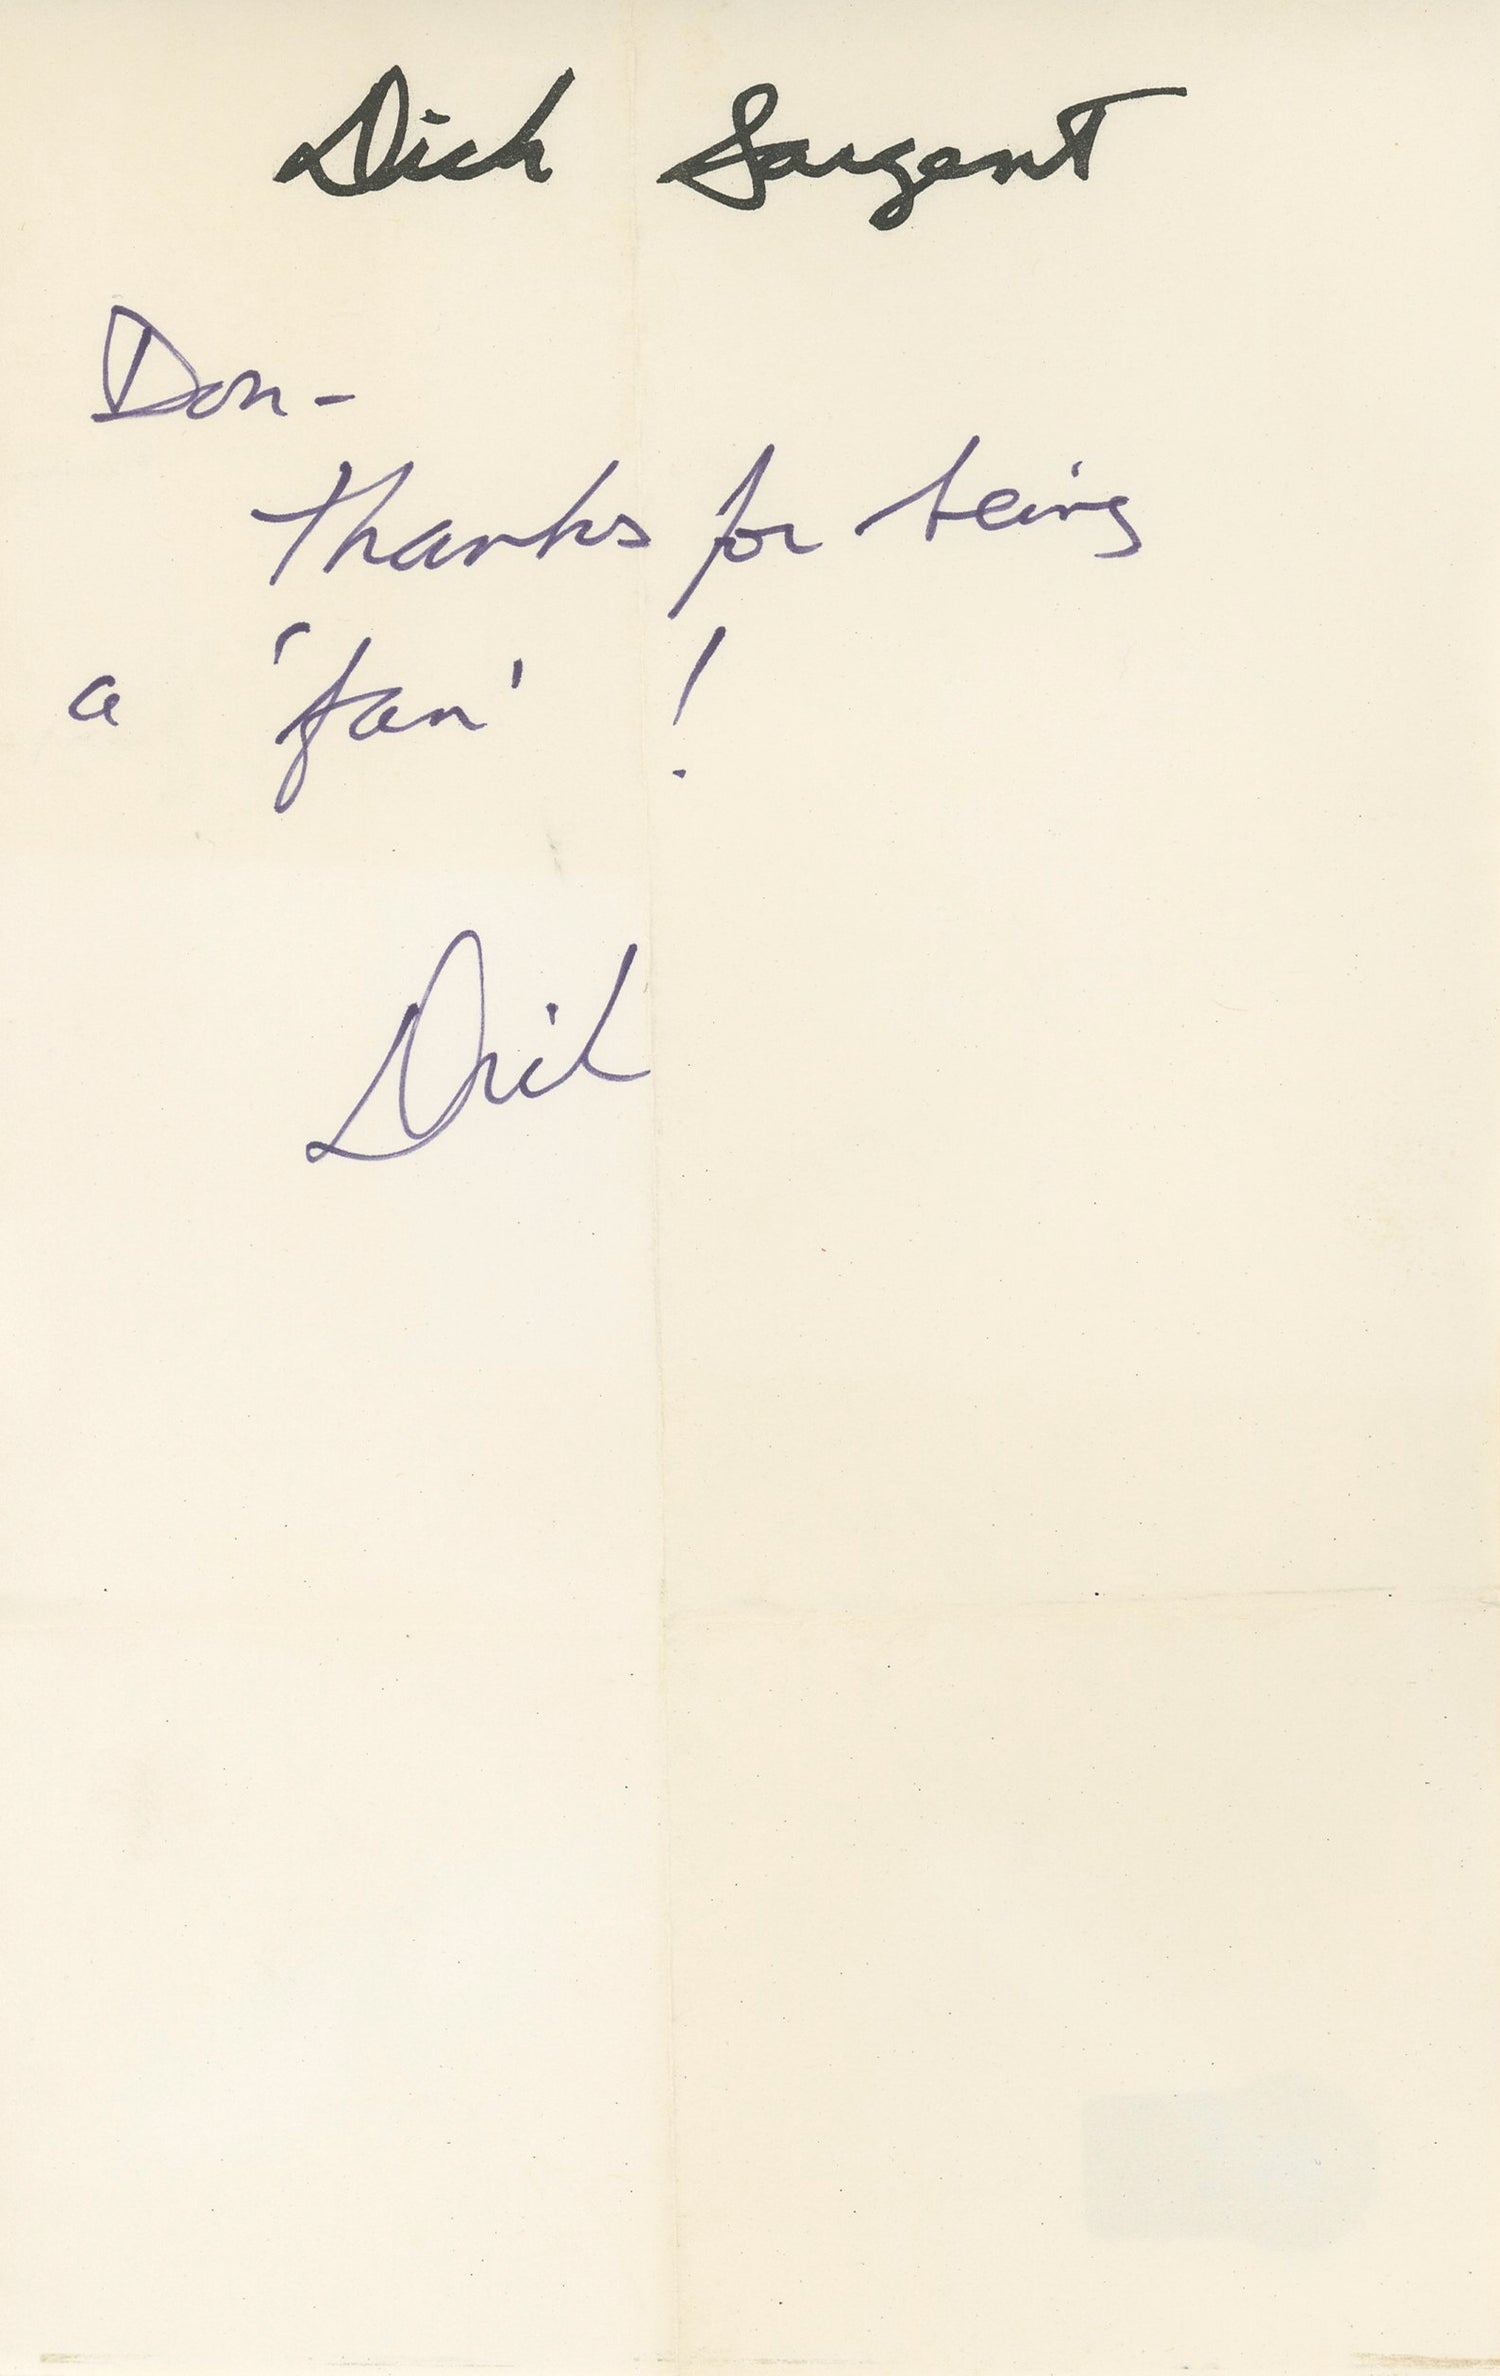 Dick Sargent
Don-
Thanks for being
a 'fan' !
Dick